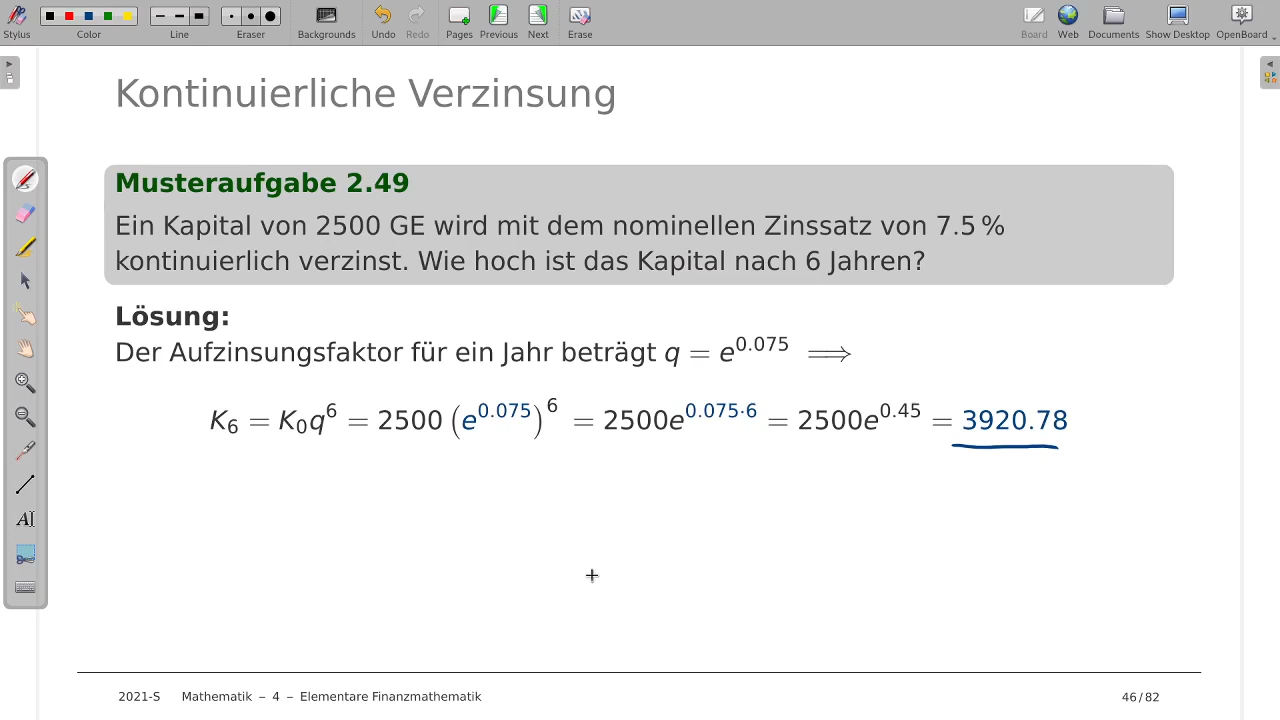 Stylus Color Line Eraser Backgrounds Undo Redo Pages Previous Next Erase Board Web Documents Show Desktop OpenBoard
Kontinuierliche Verzinsung
Musteraufgabe 2.49
Ein Kapital von 2500 GE wird mit dem nominellen Zinssatz von 7.5 %
kontinuierlich verzinst. Wie hoch ist das Kapital nach 6 Jahren?
Lösung:
Der Aufzinsungsfaktor für ein Jahr beträgt q = e^0.075 ⟹
K₆ = K₀q⁶ = 2500 (e^0.075)^6 = 2500e^0.075·6 = 2500e^0.45 = 3920.78
2021-S Mathematik – 4 – Elementare Finanzmathematik 46/82